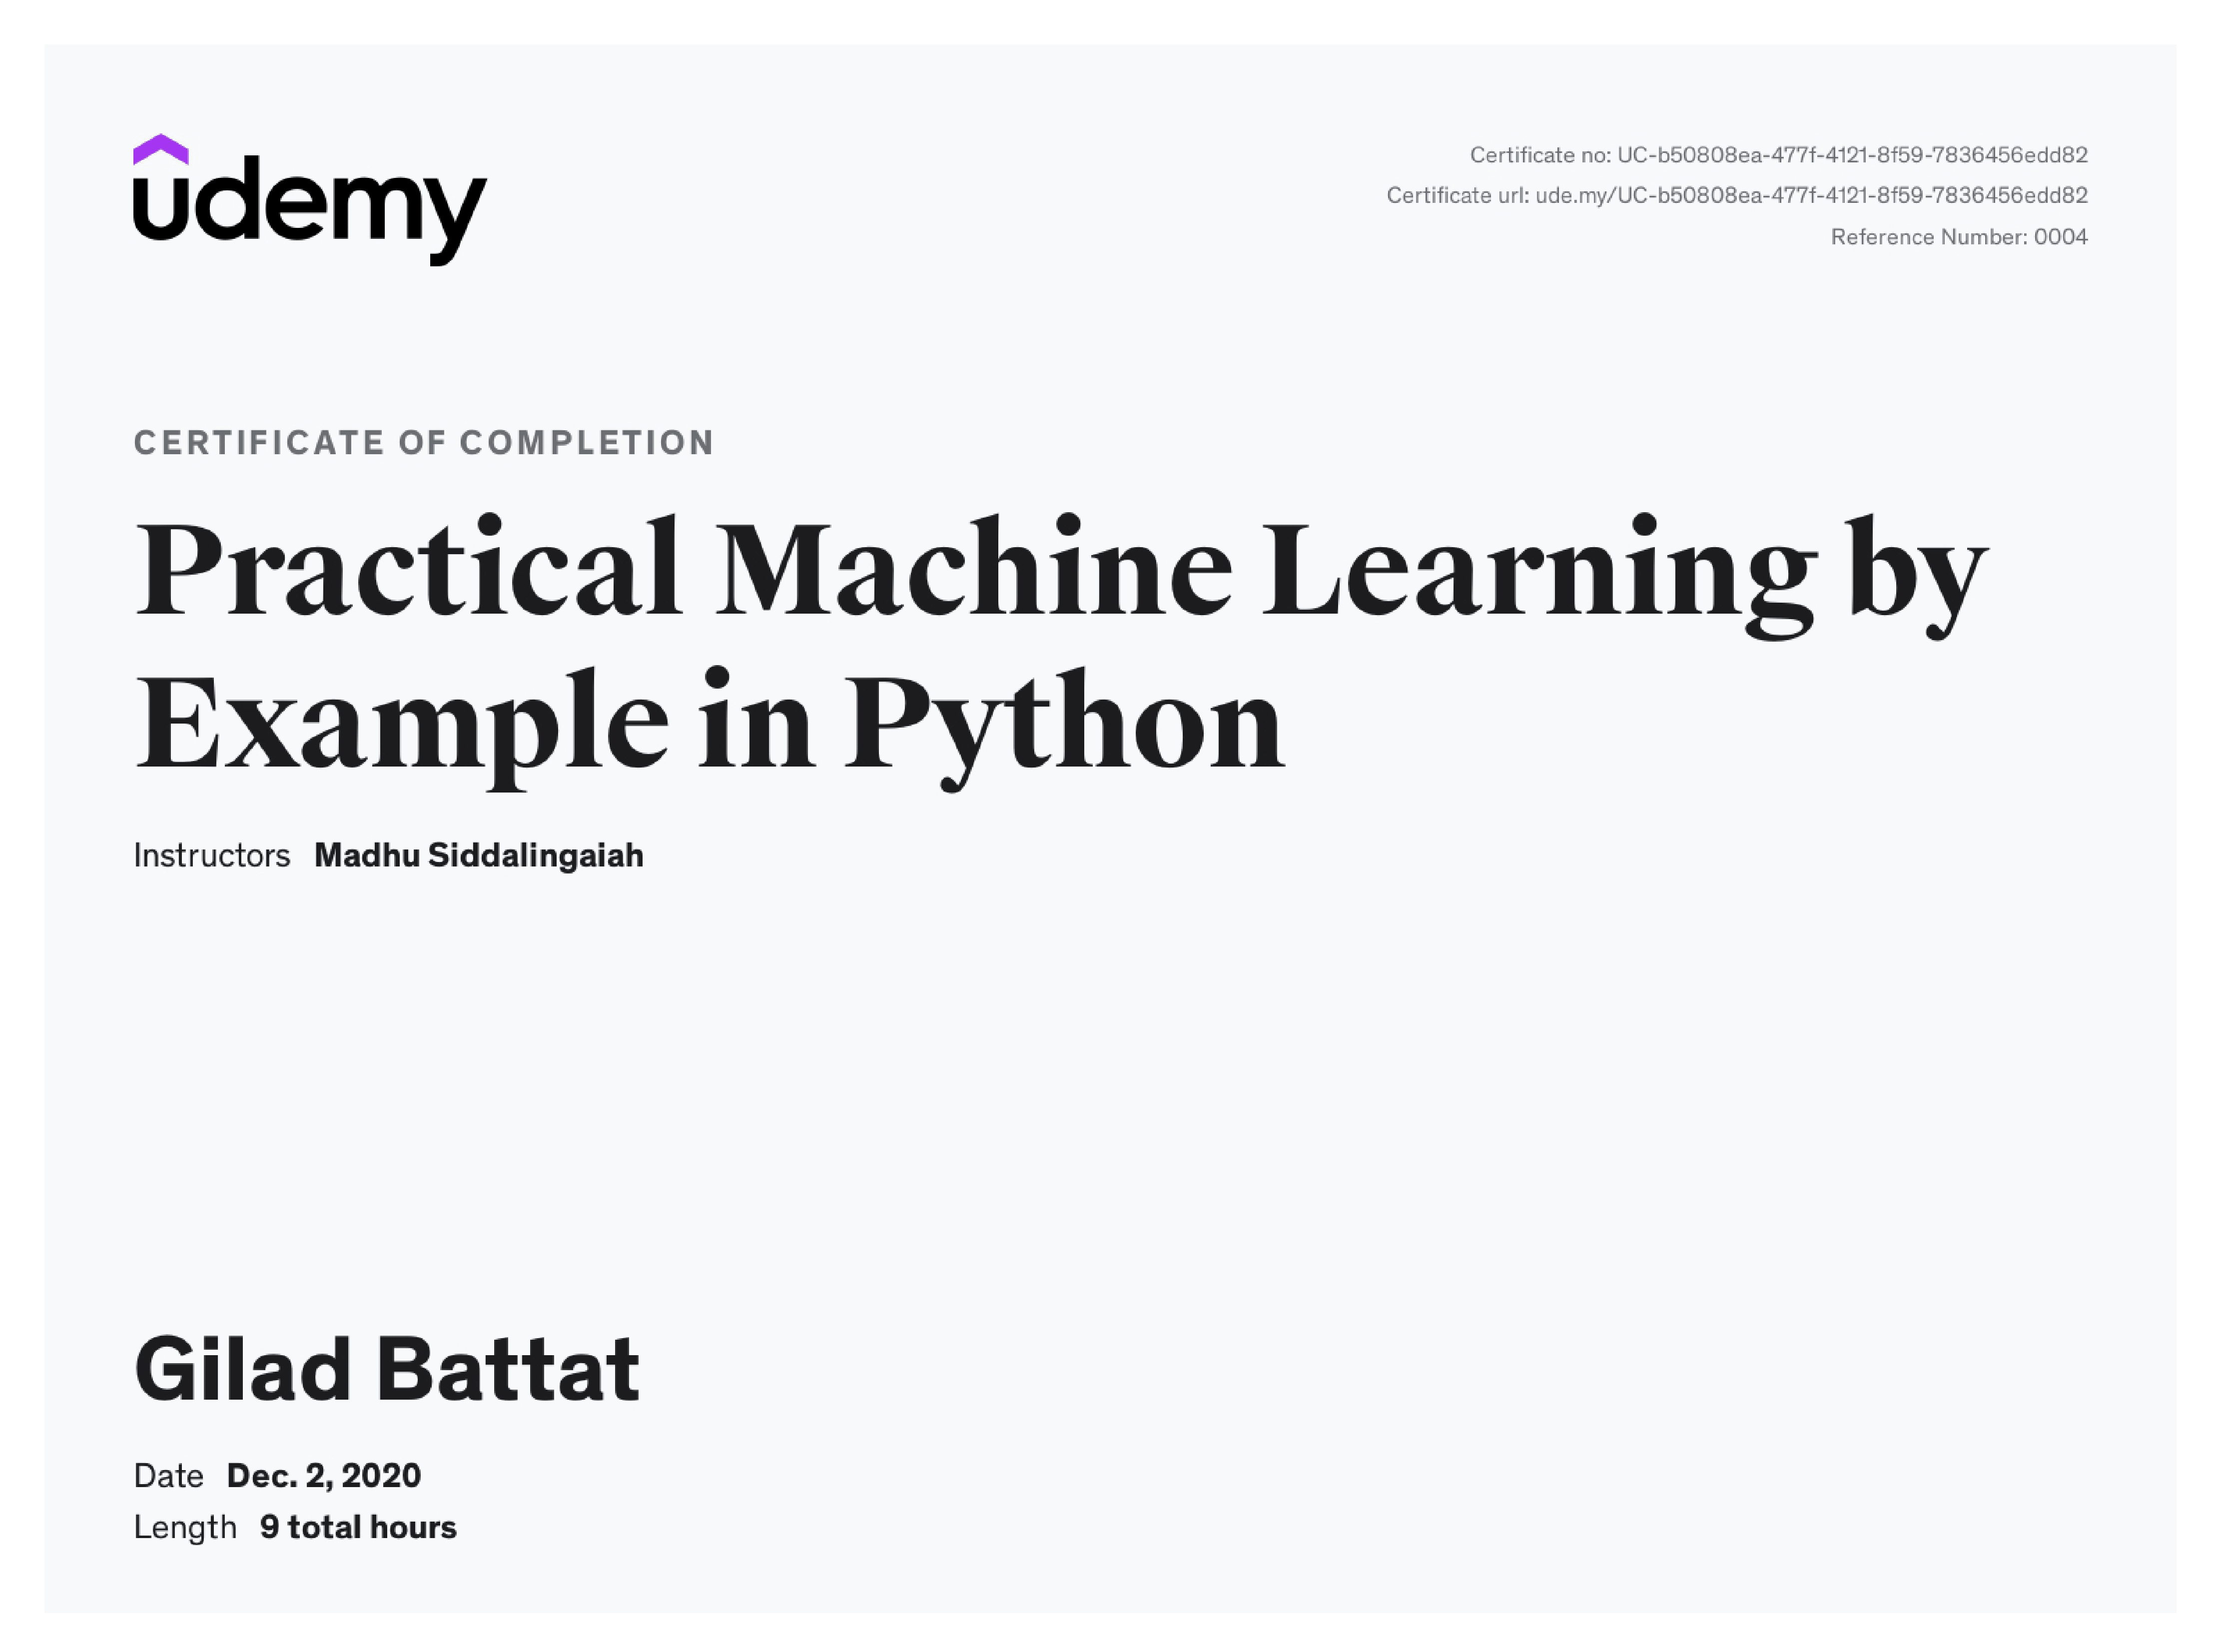 udemy
Certificate no: UC-b50808ea-477f-4121-8f59-7836456edd82
Certificate url: ude.my/UC-b50808ea-477f-4121-8f59-7836456edd82
Reference Number: 0004
CERTIFICATE OF COMPLETION
Practical Machine Learning by
Example in Python
Instructors Madhu Siddalingaiah
Gilad Battat
Date Dec. 2, 2020
Length 9 total hours